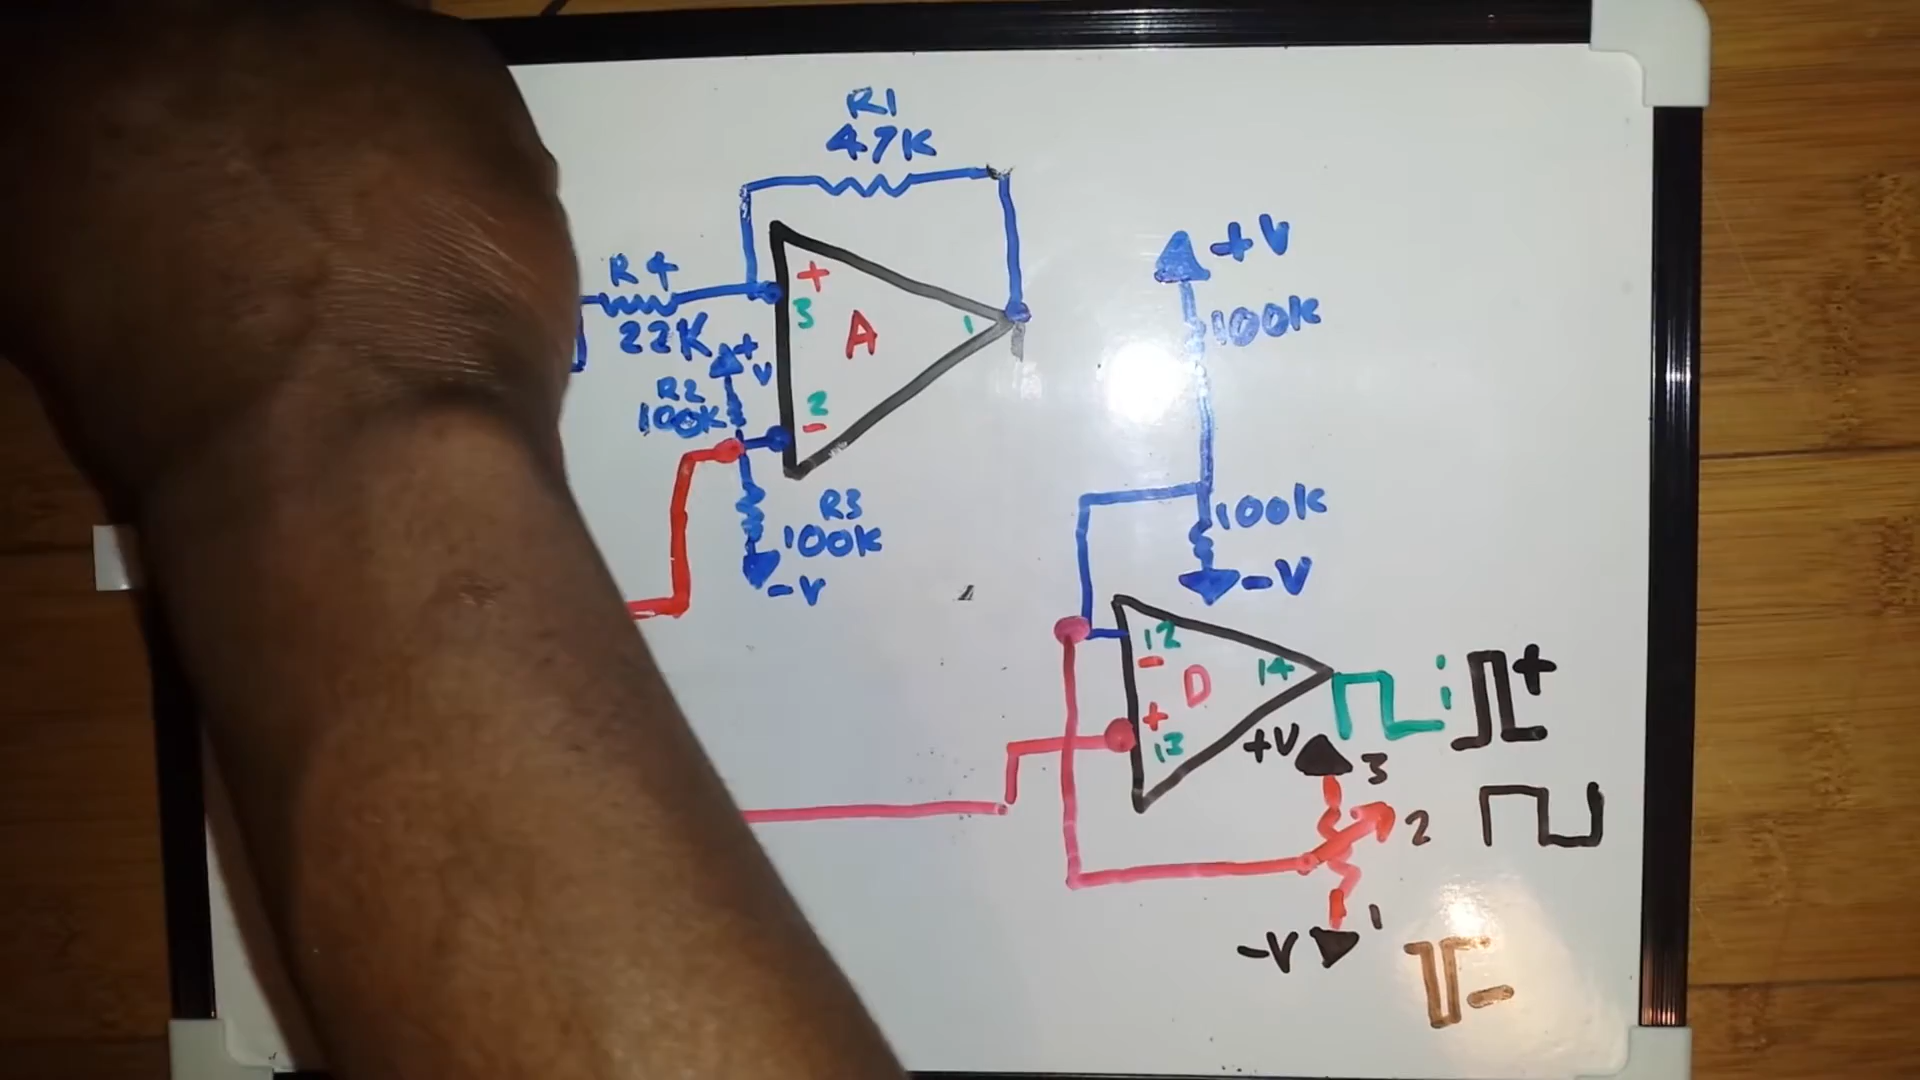 R1
47K
R4
22K
+
V
R2
100K
+
3
A
1
2
-
R3
100K
-V
+V
100K
100K
-V
12
-
D
14
+
13
+
+V
3
2
1
-V
-